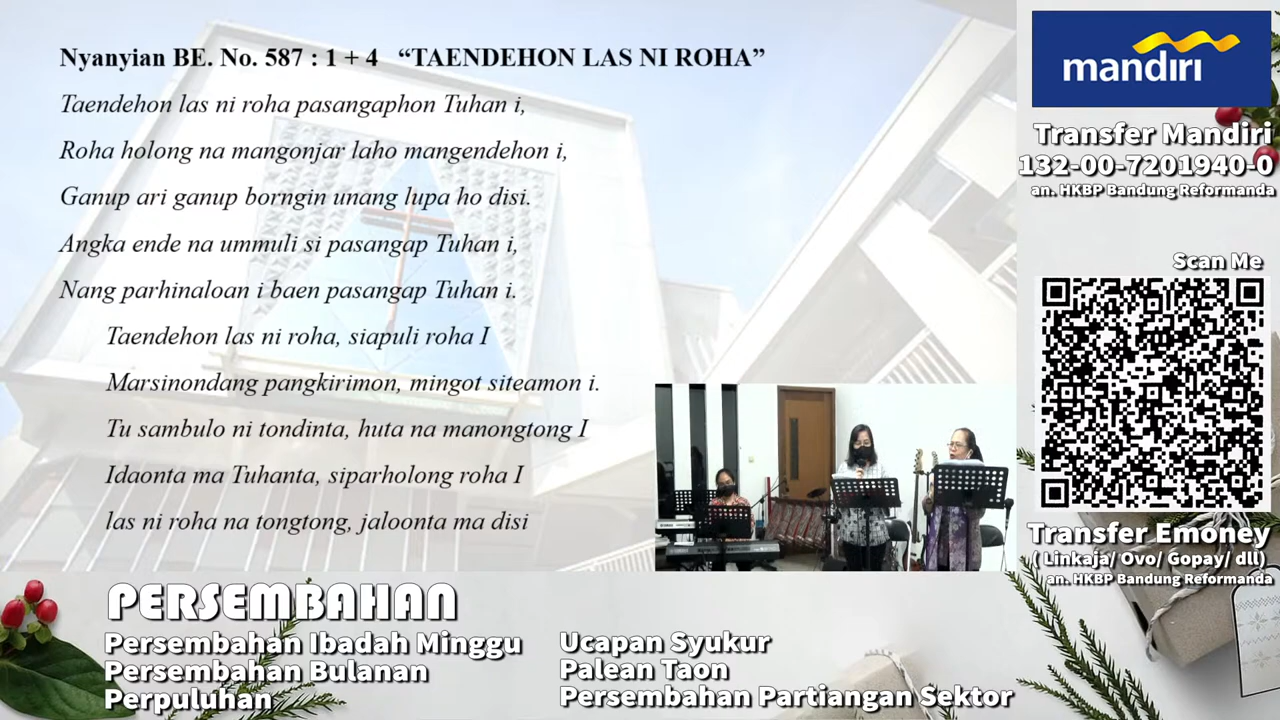 Nyanyian BE. No. 587 : 1 + 4 “TAENDEHON LAS NI ROHA”
Taendehon las ni roha pasangaphon Tuhan i,
Roha holong na mangonjar laho mangendehon i,
Ganup ari ganup borngin unang lupa ho disi.
Angka ende na ummuli si pasangap Tuhan i,
Nang parhinaloan i baen pasangap Tuhan i.
Taendehon las ni roha, siapuli roha I
Marsinondang pangkirimon, mingot siteamon i.
Tu sambulo ni tondinta, huta na manongtong I
Idaonta ma Tuhanta, siparholong roha I
las ni roha na tongtong, jaloonta ma disi
mandiri
Transfer Mandiri
132-00-7201940-0
an. HKBP Bandung Reformanda
Scan Me
Transfer Emoney
( Linkaja/ Ovo/ Gopay/ dll)
an. HKBP Bandung Reformanda
PERSEMBAHAN
Persembahan Ibadah Minggu
Persembahan Bulanan
Perpuluhan
Ucapan Syukur
Palean Taon
Persembahan Partiangan Sektor